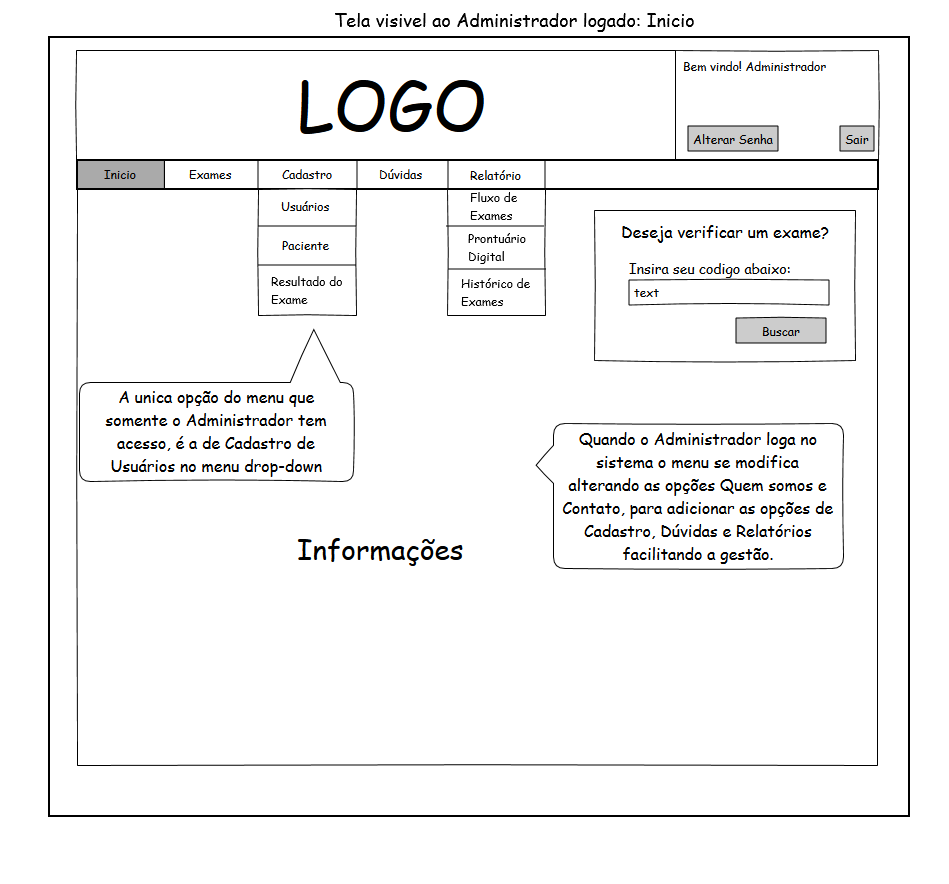 Tela visivel ao Administrador logado: Inicio
LOGO
Bem vindo! Administrador
Alterar Senha
Sair
Inicio
Exames
Cadastro
Dúvidas
Relatório
Usuários
Paciente
Resultado do
Exame
Fluxo de
Exames
Prontuário
Digital
Histórico de
Exames
Deseja verificar um exame?
Insira seu codigo abaixo:
text
Buscar
A unica opção do menu que
somente o Administrador tem
acesso, é a de Cadastro de
Usuários no menu drop-down
Quando o Administrador loga no
sistema o menu se modifica
alterando as opções Quem somos e
Contato, para adicionar as opções de
Cadastro, Dúvidas e Relatórios
facilitando a gestão.
Informações